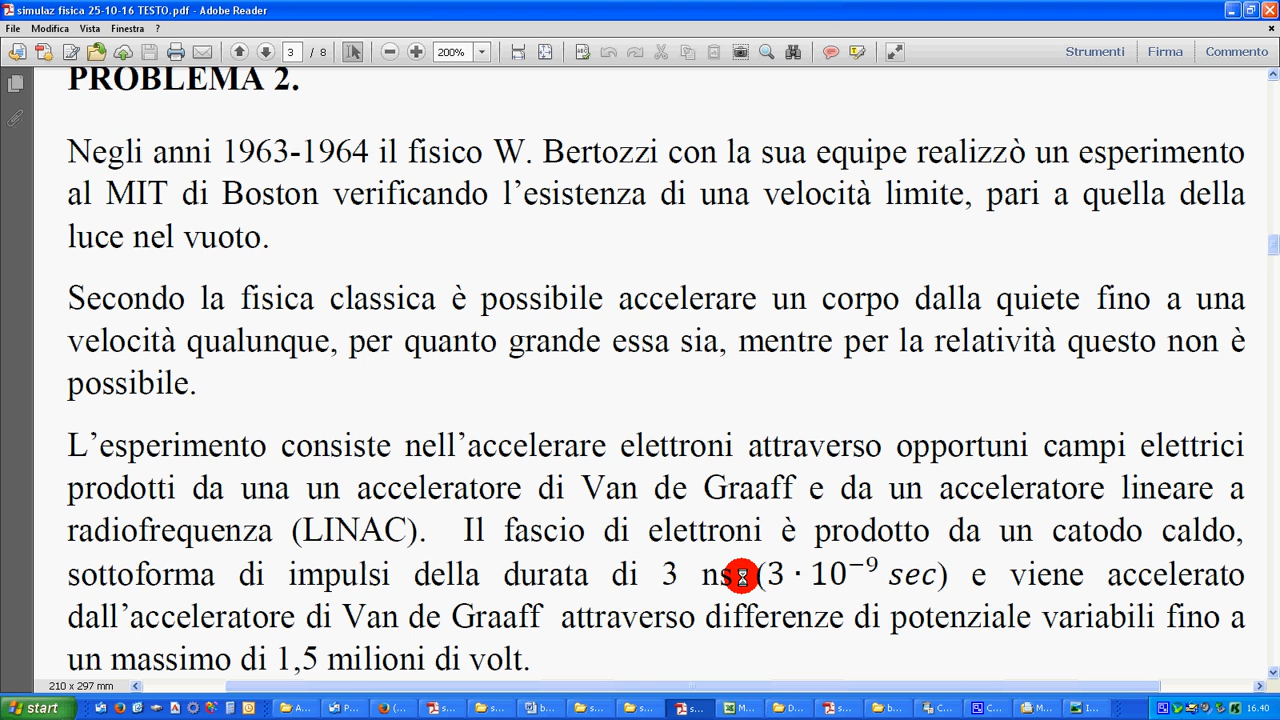 simulaz fisica 25-10-16 TESTO.pdf - Adobe Reader
File Modifica Vista Finestra ?
3 / 8 200% Strumenti Firma Commento
PROBLEMA 2.
Negli anni 1963-1964 il fisico W. Bertozzi con la sua equipe realizzò un esperimento
al MIT di Boston verificando l’esistenza di una velocità limite, pari a quella della
luce nel vuoto.
Secondo la fisica classica è possibile accelerare un corpo dalla quiete fino a una
velocità qualunque, per quanto grande essa sia, mentre per la relatività questo non è
possibile.
L’esperimento consiste nell’accelerare elettroni attraverso opportuni campi elettrici
prodotti da una un acceleratore di Van de Graaff e da un acceleratore lineare a
radiofrequenza (LINAC). Il fascio di elettroni è prodotto da un catodo caldo,
sottoforma di impulsi della durata di 3 ns (3 · 10⁻⁹ sec) e viene accelerato
dall’acceleratore di Van de Graaff attraverso differenze di potenziale variabili fino a
un massimo di 1,5 milioni di volt.
210 x 297 mm
start A... P... (... s... s... b... s... s... s... M... D... s... b... C... C... M... I... 16.40